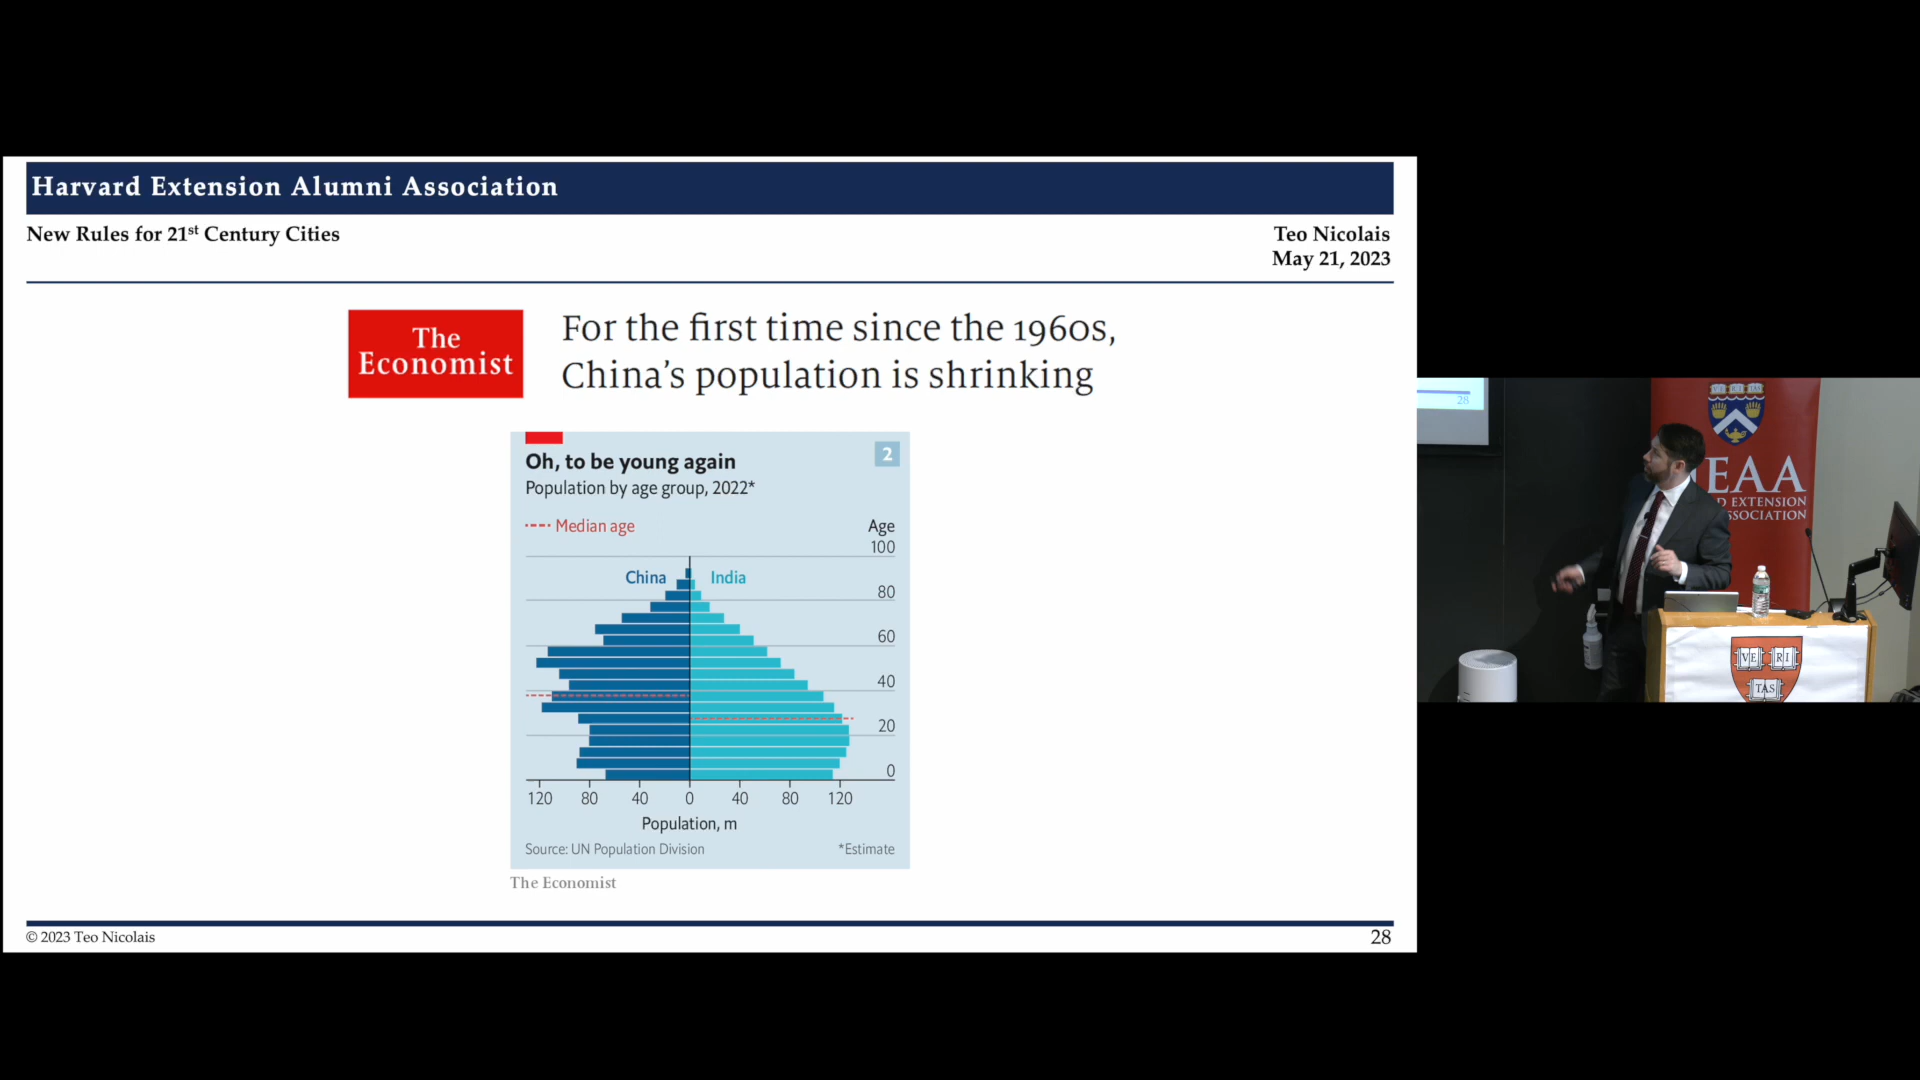 Harvard Extension Alumni Association
New Rules for 21st Century Cities
Teo Nicolais
May 21, 2023
The
Economist
For the first time since the 1960s,
China's population is shrinking
2
Oh, to be young again
Population by age group, 2022*
Median age
Age
100
China
India
80
60
40
20
0
120 80 40 0 40 80 120
Population, m
Source: UN Population Division
*Estimate
The Economist
© 2023 Teo Nicolais
28
28
EAA
D EXTENSION
SSOCIATION
VE RI
TAS